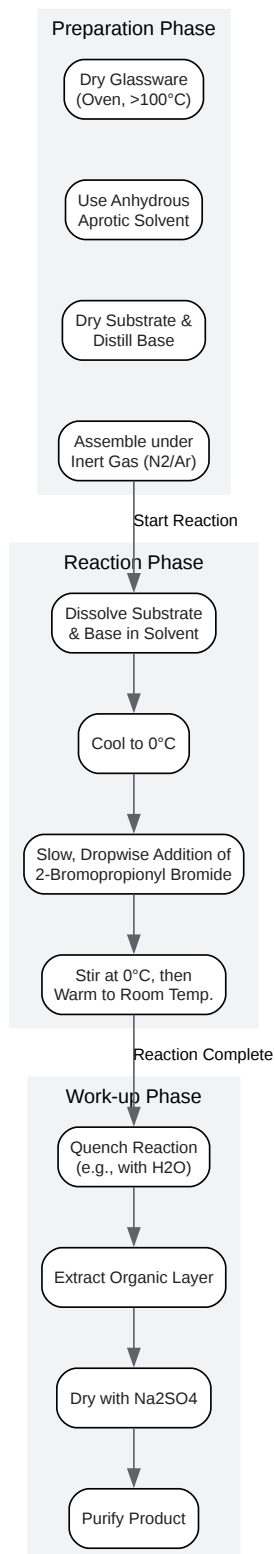 Preparation Phase
Dry Glassware
(Oven, >100°C)
Use Anhydrous
Aprotic Solvent
Dry Substrate &
Distill Base
Assemble under
Inert Gas (N2/Ar)
Start Reaction
Reaction Phase
Dissolve Substrate
& Base in Solvent
Cool to 0°C
Slow, Dropwise Addition of
2-Bromopropionyl Bromide
Stir at 0°C, then
Warm to Room Temp.
Reaction Complete
Work-up Phase
Quench Reaction
(e.g., with H2O)
Extract Organic Layer
Dry with Na2SO4
Purify Product